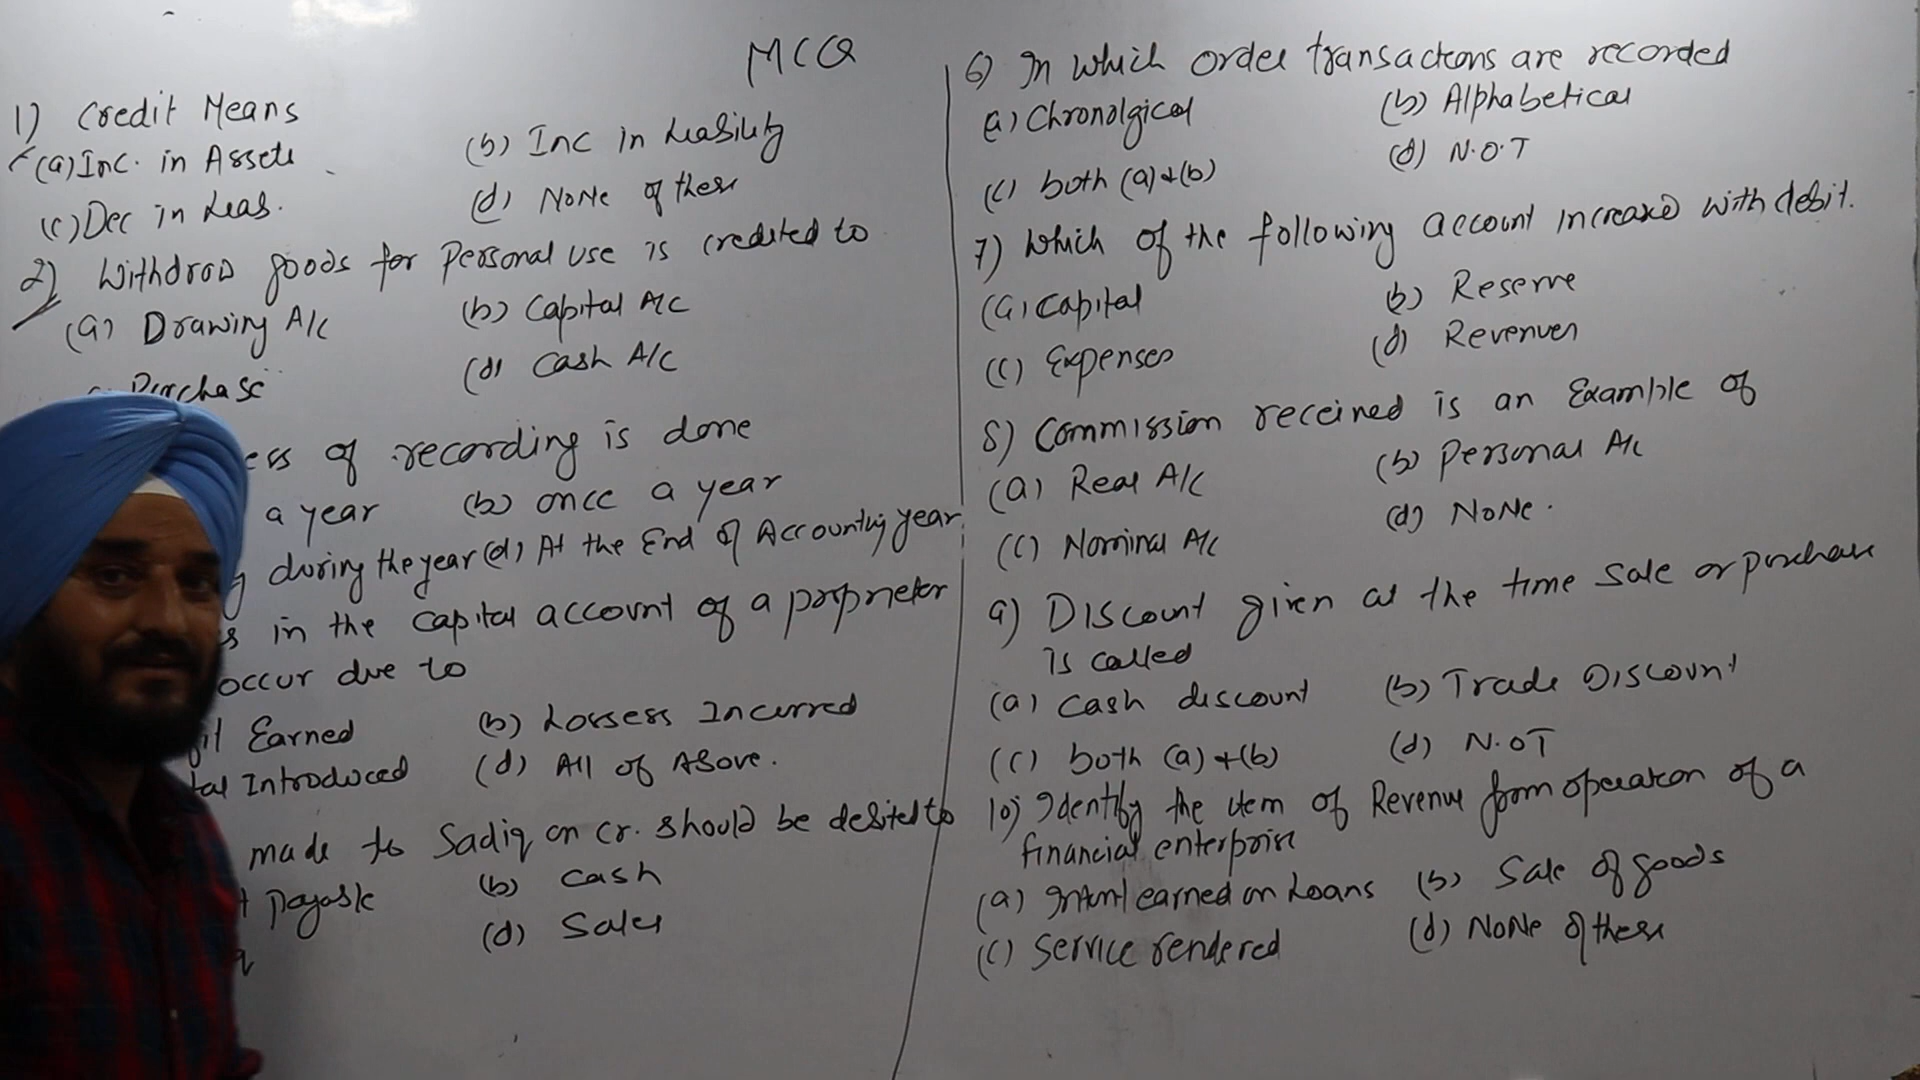 MCQ
1) Credit Means
(a) Inc. in Assets (b) Inc in Liability
(c) Dec in Lias. (d) NoNe of these
2) Withdraw goods for Personal use is credited to
(a) Drawing A/c (b) Capital A/c
Purchase (d) Cash A/c
ess of recording is done
a year (b) once a year
during the year (d) At the End of Accounting year
s in the capital account of a proprietor
occur due to
it Earned (b) Lossess Incurred
tal Introduced (d) All of Above.
made to Sadiq on cr. should be debited to
t Payable (b) cash
(d) Sales
6) In which order transactions are recorded
(a) Chronolgical (b) Alphabetical
(c) both (a) + (b) (d) N.O.T
7) Which of the following account increased with debit.
(a) Capital (b) Reserve
(c) Expenses (d) Revenues
8) Commission received is an Example of
(a) Real A/c (b) Personal A/c
(c) Nominal A/c (d) NoNe.
9) Discount given at the time sale or purchase
is called
(a) Cash discount (b) Trade Discount
(c) both (a) + (b) (d) N.OT
10) Identify the item of Revenue from operation of a
financial enterprise
(a) earned on Loans (b) Sale of goods
(c) Service rendered (d) NoNe of these